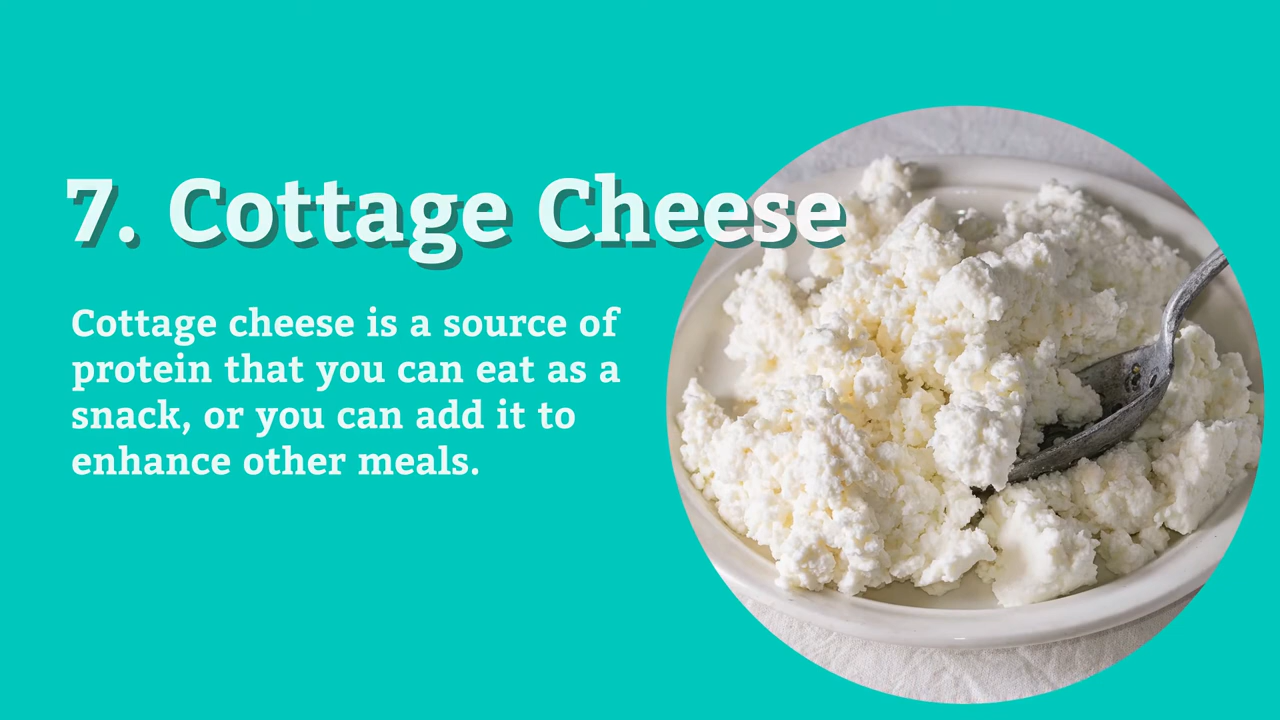 7. Cottage Cheese
Cottage cheese is a source of
protein that you can eat as a
snack, or you can add it to
enhance other meals.